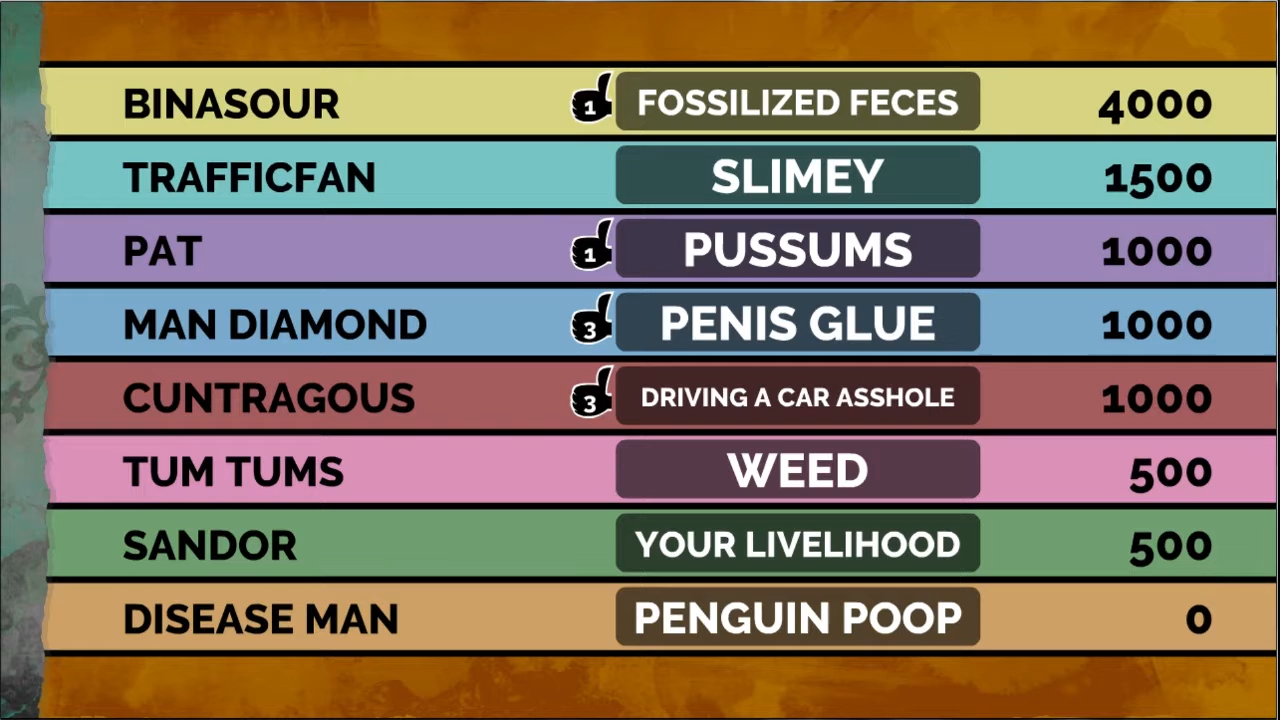 BINASOUR 1 FOSSILIZED FECES 4000
TRAFFICFAN SLIMEY 1500
PAT 1 PUSSUMS 1000
MAN DIAMOND 3 PENIS GLUE 1000
CUNTRAGOUS 3 DRIVING A CAR ASSHOLE 1000
TUM TUMS WEED 500
SANDOR YOUR LIVELIHOOD 500
DISEASE MAN PENGUIN POOP 0